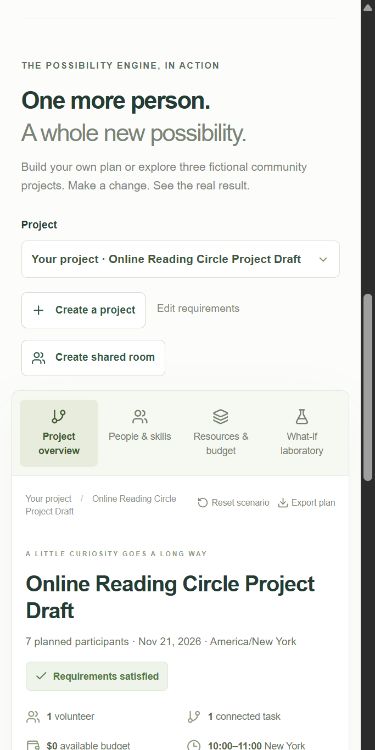 THE POSSIBILITY ENGINE, IN ACTION
One more person.
A whole new possibility.
Build your own plan or explore three fictional community
projects. Make a change. See the real result.
Project
Your project · Online Reading Circle Project Draft
Create a project
Edit requirements
Create shared room
Project
overview
People & skills
Resources &
budget
What-if
laboratory
Your project / Online Reading Circle
Project Draft
Reset scenario
Export plan
A LITTLE CURIOSITY GOES A LONG WAY
Online Reading Circle Project
Draft
7 planned participants · Nov 21, 2026 · America/New York
Requirements satisfied
1 volunteer
1 connected task
$0 available budget
10:00–11:00 New York